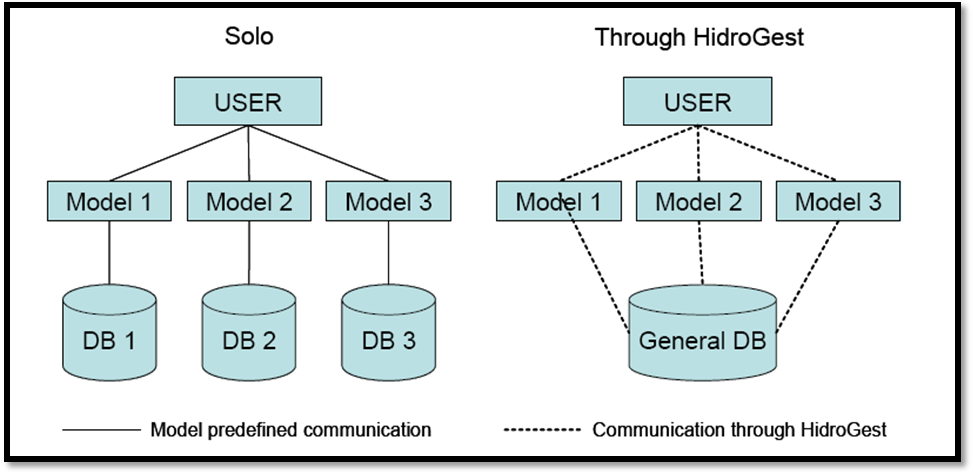 Solo
Through HidroGest
USER
USER
Model 1
Model 2
Model 3
Model 1
Model 2
Model 3
DB 1
DB 2
DB 3
General DB
Model predefined communication
Communication through HidroGest